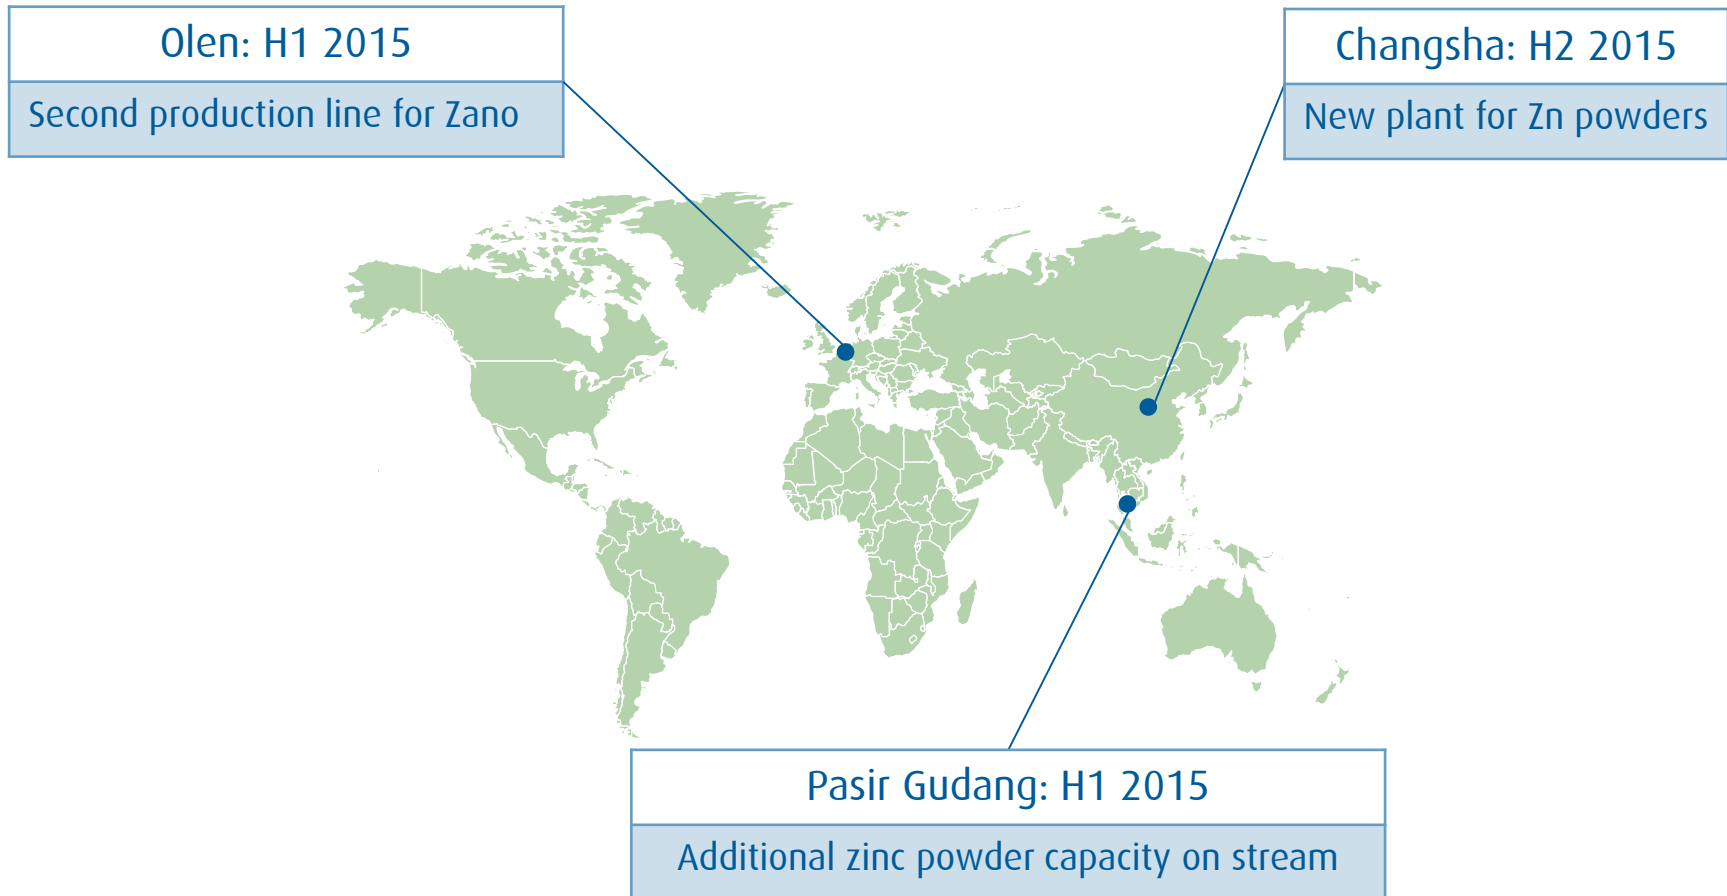 Olen: H1 2015
Second production line for Zano
Changsha: H2 2015
New plant for Zn powders
Pasir Gudang: H1 2015
Additional zinc powder capacity on stream